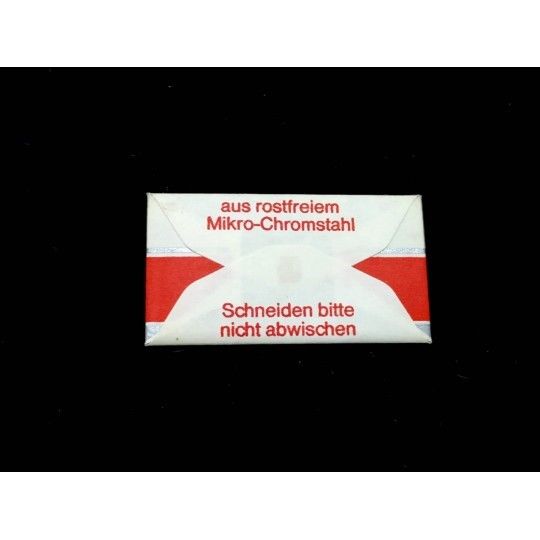 aus rostfreiem
Mikro-Chromstahl
Schneiden bitte
nicht abwischen